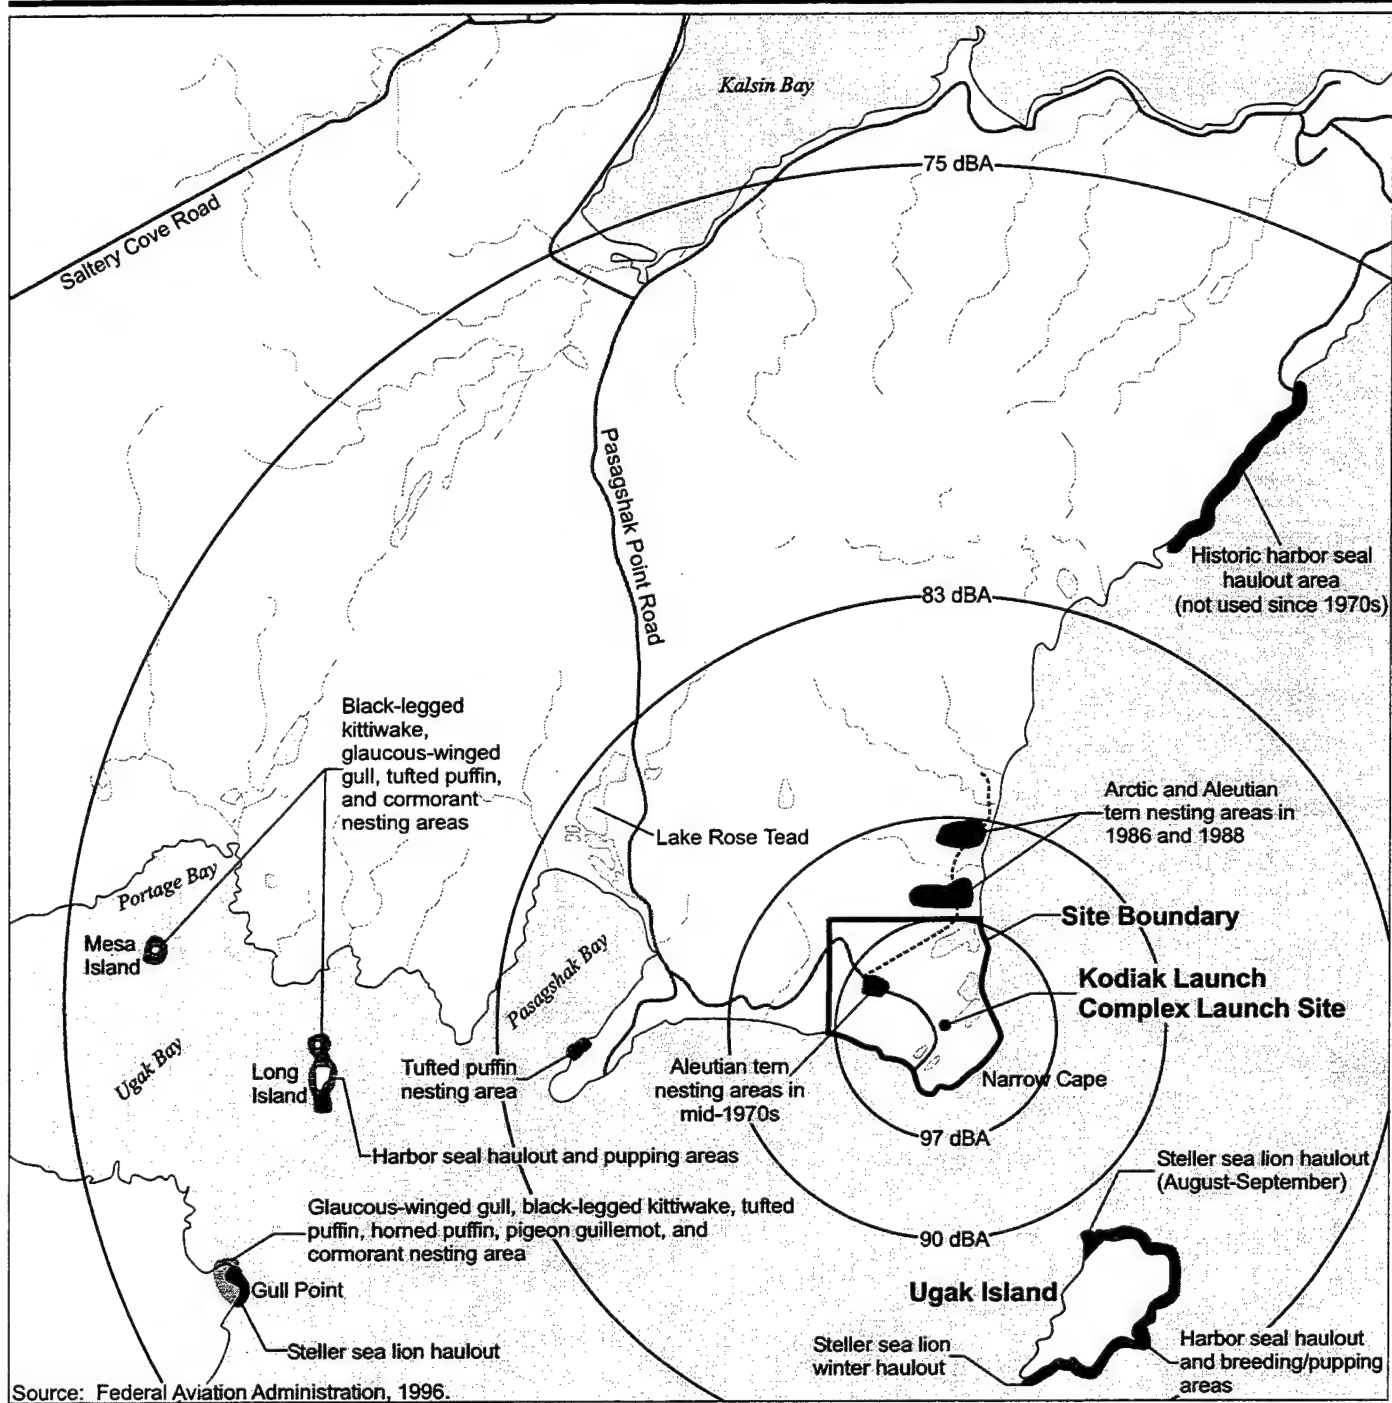 Kalsin Bay
75 dBA
Saltery Cove Road
Pasagshak Point Road
Historic harbor seal
haulout area
(not used since 1970s)
83 dBA
Black-legged
kittiwake,
glaucous-winged
gull, tufted puffin,
and cormorant
nesting areas
Arctic and Aleutian
tern nesting areas in
1986 and 1988
Lake Rose Tead
Portage Bay
Site Boundary
Mesa
Island
Pasagshak Bay
Kodiak Launch
Complex Launch Site
Ugak Bay
Long
Island
Tufted puffin
nesting area
Aleutian tern
nesting areas in
mid-1970s
Narrow Cape
97 dBA
Harbor seal haulout and pupping areas
Steller sea lion haulout
(August-September)
Glaucous-winged gull, black-legged kittiwake, tufted
puffin, horned puffin, pigeon guillemot, and
cormorant nesting area
90 dBA
Gull Point
Ugak Island
Steller sea lion haulout
Steller sea lion
winter haulout
Harbor seal haulout
and breeding/pupping
areas
Source: Federal Aviation Administration, 1996.